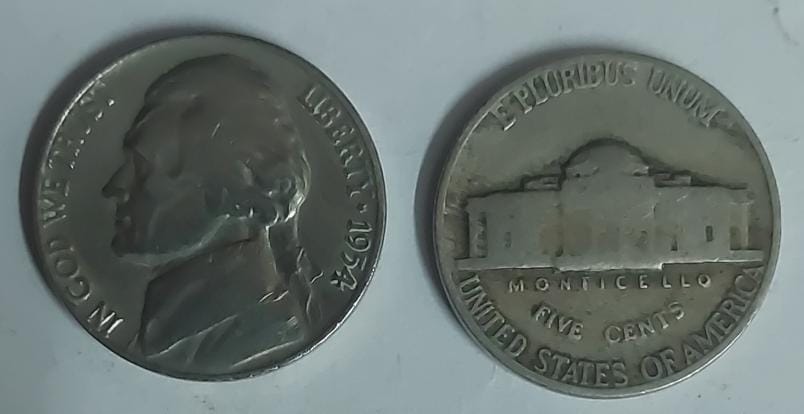 IN GOD WE TRUST
LIBERTY · 1954
E PLURIBUS UNUM
MONTICELLO
FIVE CENTS
UNITED STATES OF AMERICA